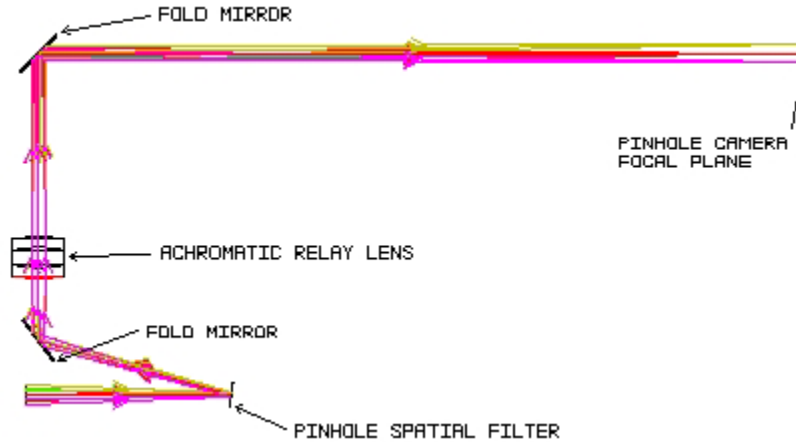 FOLD MIRROR
PINHOLE CAMERA
FOCAL PLANE
ACHROMATIC RELAY LENS
FOLD MIRROR
PINHOLE SPATIAL FILTER